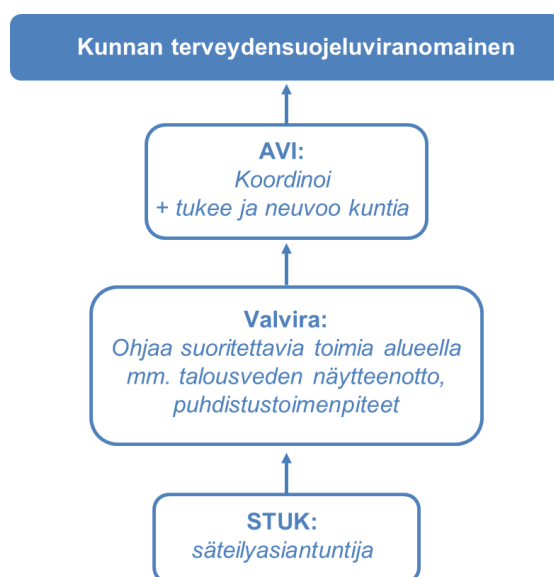 Kunnan terveydensuojeluviranomainen
AVI:
Koordinoi
+ tukee ja neuvoo kuntia
Valvira:
Ohjaa suoritettavia toimia alueella
mm. talousveden näytteenotto,
puhdistustoimenpiteet
STUK:
säteilyasiantuntija